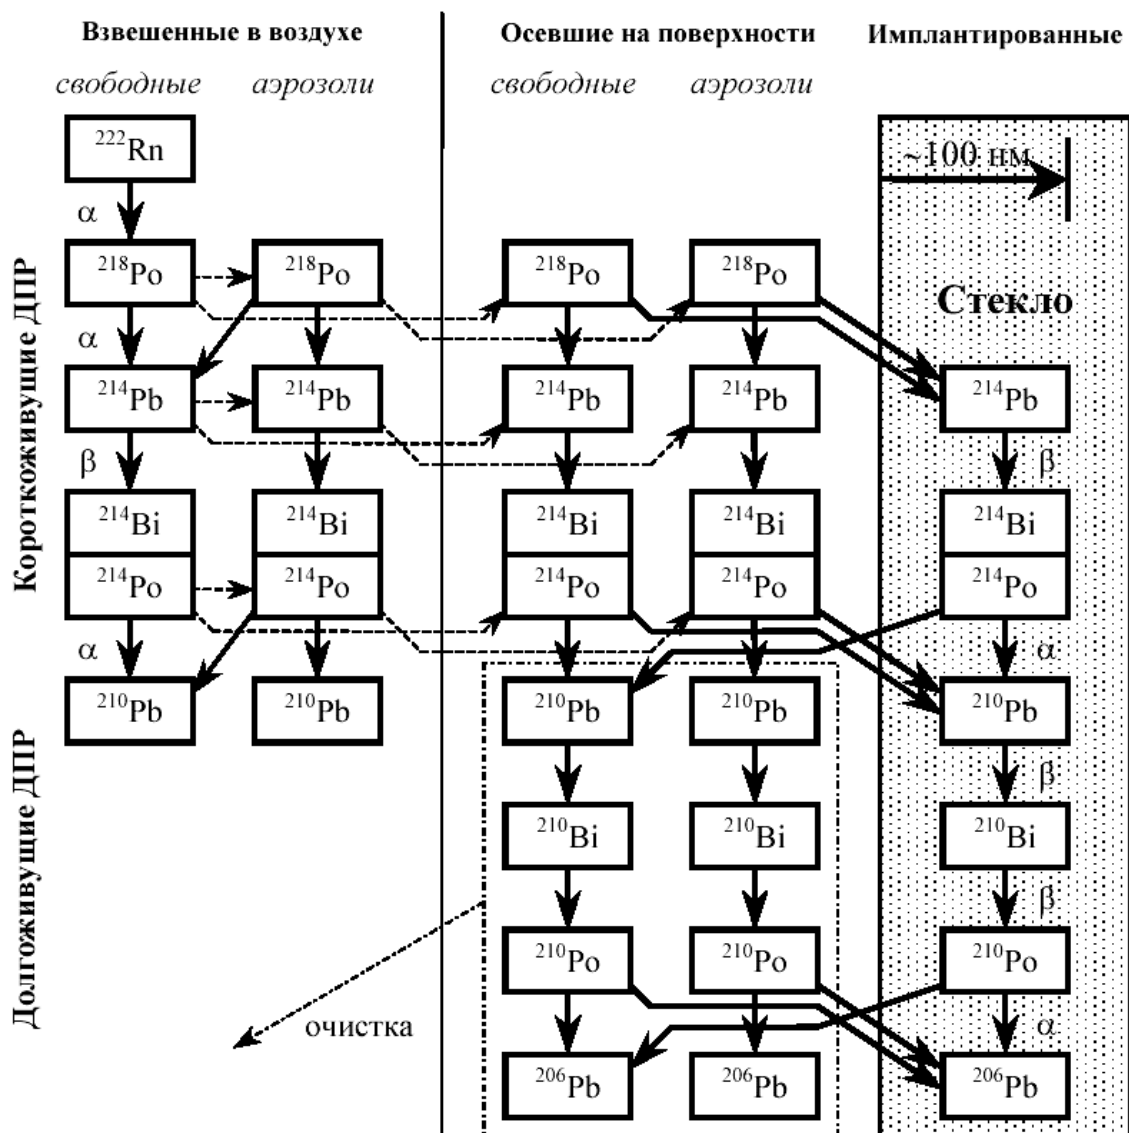 Взвешенные в воздухе
Осевшие на поверхности
Имплантированные
свободные
аэрозоли
свободные
аэрозоли
²²²Rn
~100 нм
α
Короткоживущие ДПР
²¹⁸Po
²¹⁸Po
²¹⁸Po
²¹⁸Po
Стекло
α
²¹⁴Pb
²¹⁴Pb
²¹⁴Pb
²¹⁴Pb
²¹⁴Pb
β
β
²¹⁴Bi
²¹⁴Bi
²¹⁴Bi
²¹⁴Bi
²¹⁴Bi
²¹⁴Po
²¹⁴Po
²¹⁴Po
²¹⁴Po
²¹⁴Po
α
α
Долгоживущие ДПР
²¹⁰Pb
²¹⁰Pb
²¹⁰Pb
²¹⁰Pb
²¹⁰Pb
β
²¹⁰Bi
²¹⁰Bi
²¹⁰Bi
β
²¹⁰Po
²¹⁰Po
²¹⁰Po
очистка
α
²⁰⁶Pb
²⁰⁶Pb
²⁰⁶Pb